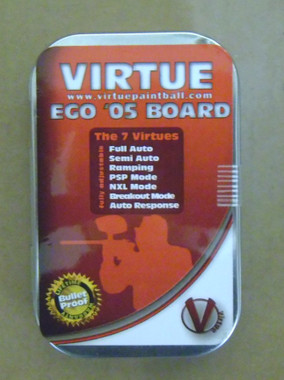 VIRTUE
www.virtuepaintball.com
EGO '05 BOARD
The 7 Virtues
Fully Adjustable
Full Auto
Semi Auto
Ramping
PSP Mode
NXL Mode
Breakout Mode
Auto Response
Bullet
Proof
V